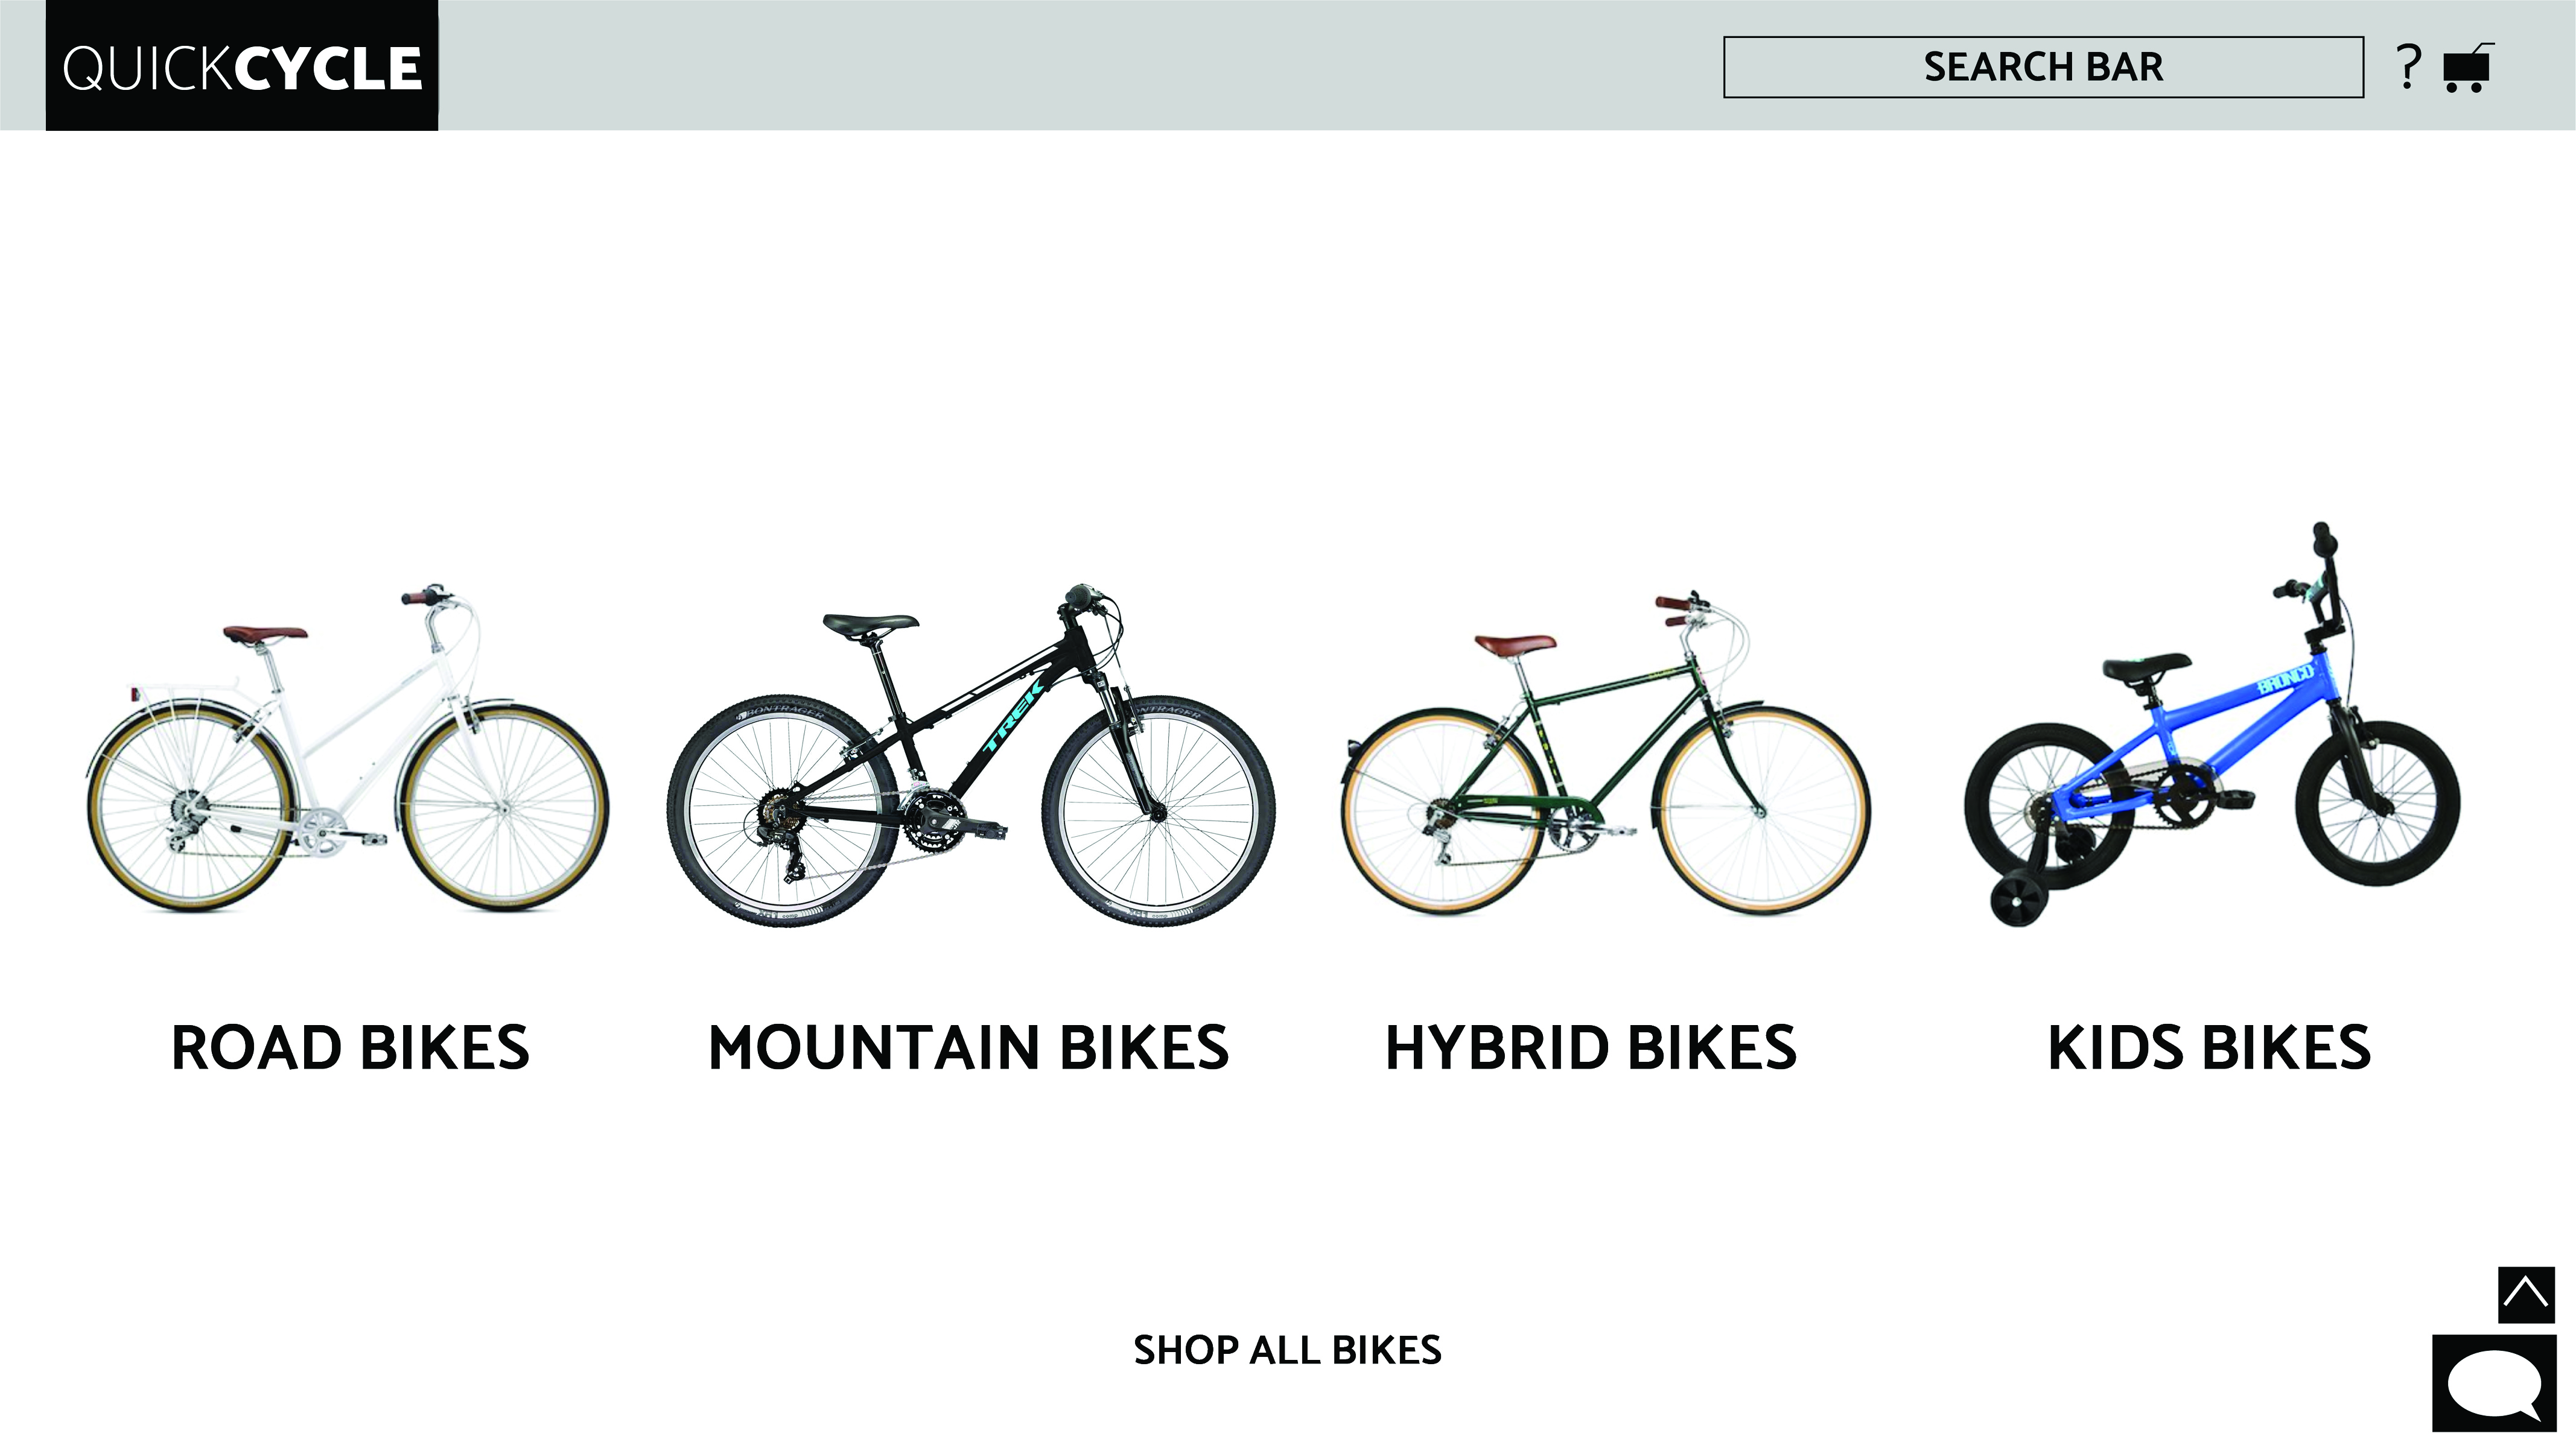 QUICKCYCLE
SEARCH BAR
?
TREK
BONTRAGER
BRONCO
ROAD BIKES
MOUNTAIN BIKES
HYBRID BIKES
KIDS BIKES
SHOP ALL BIKES